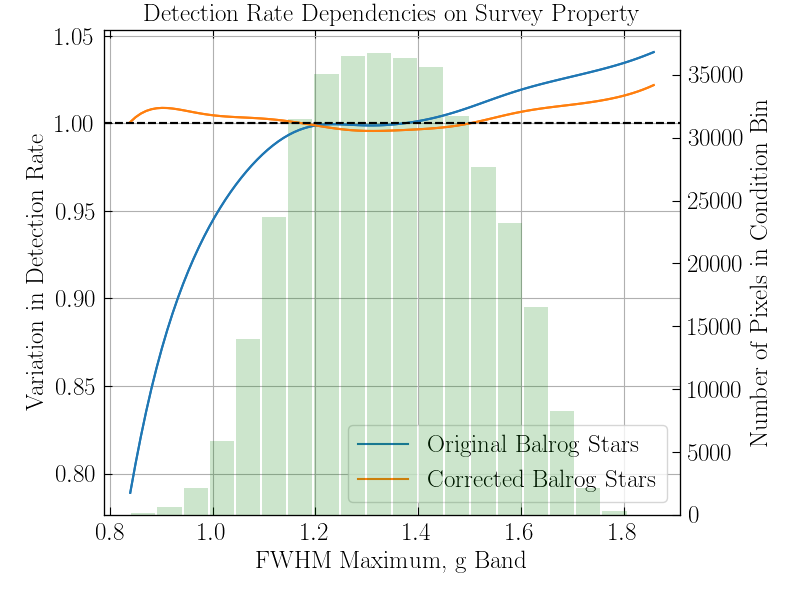 Detection Rate Dependencies on Survey Property
1.05
1.00
0.95
0.90
0.85
0.80
Variation in Detection Rate
35000
30000
25000
20000
15000
10000
5000
0
Number of Pixels in Condition Bin
Original Balrog Stars
Corrected Balrog Stars
0.8 1.0 1.2 1.4 1.6 1.8
FWHM Maximum, g Band